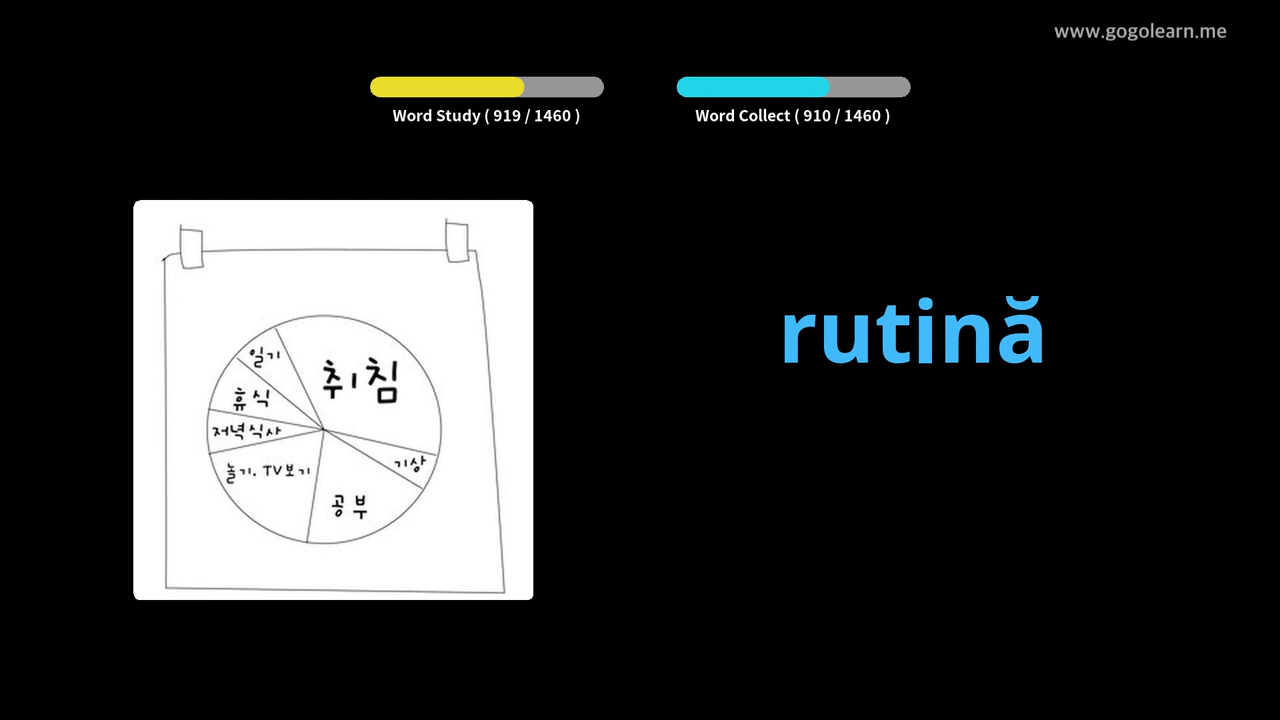 www.gogolearn.me
Word Study ( 919 / 1460 )
Word Collect ( 910 / 1460 )
일기
취침
휴식
저녁식사
기상
놀기. TV보기
공부
rutină